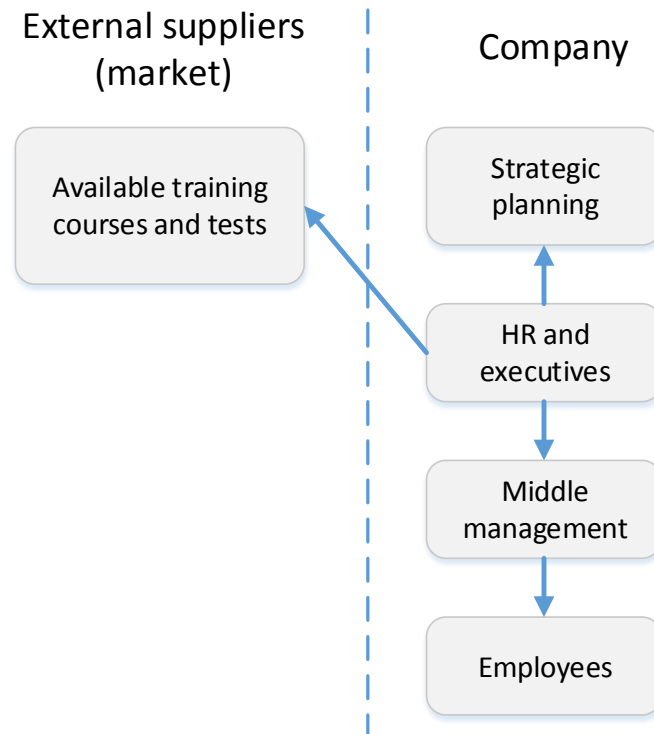 External suppliers
(market)
Company
Available training
courses and tests
Strategic
planning
HR and
executives
Middle
management
Employees